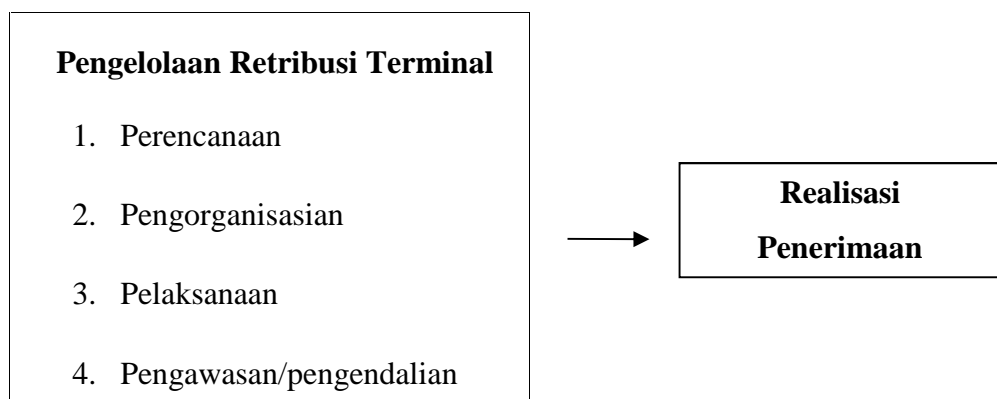 Pengelolaan Retribusi Terminal
1. Perencanaan
2. Pengorganisasian
3. Pelaksanaan
4. Pengawasan/pengendalian
Realisasi
Penerimaan